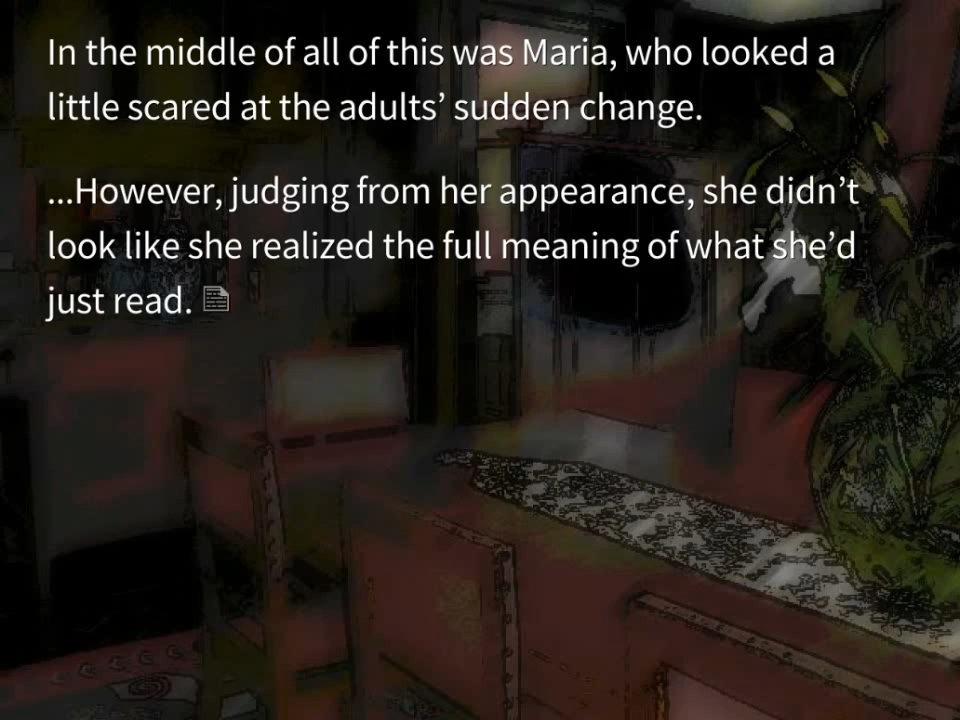 In the middle of all of this was Maria, who looked a
little scared at the adults’ sudden change.
...However, judging from her appearance, she didn’t
look like she realized the full meaning of what she’d
just read.